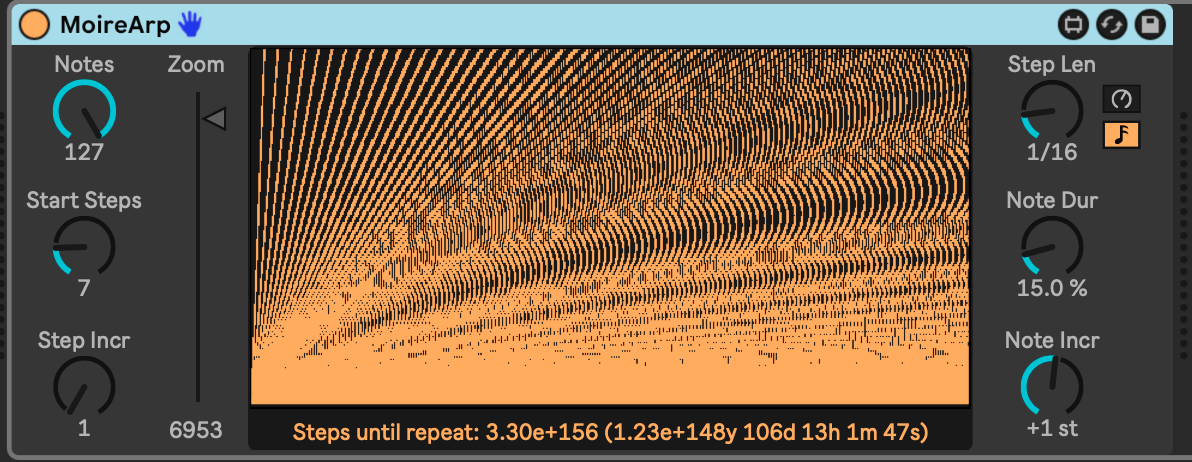 MoireArp
Notes
127
Start Steps
7
Step Incr
1
Zoom
6953
Steps until repeat: 3.30e+156 (1.23e+148y 106d 13h 1m 47s)
Step Len
1/16
Note Dur
15.0 %
Note Incr
+1 st